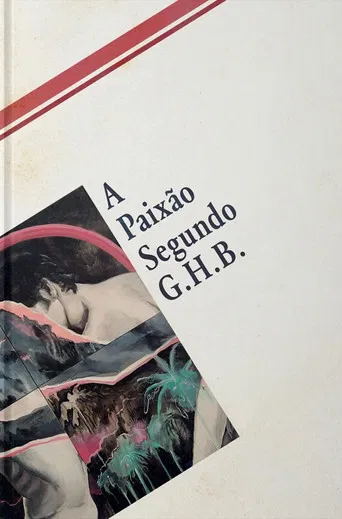 A
Paixão
Segundo
G.H.B.